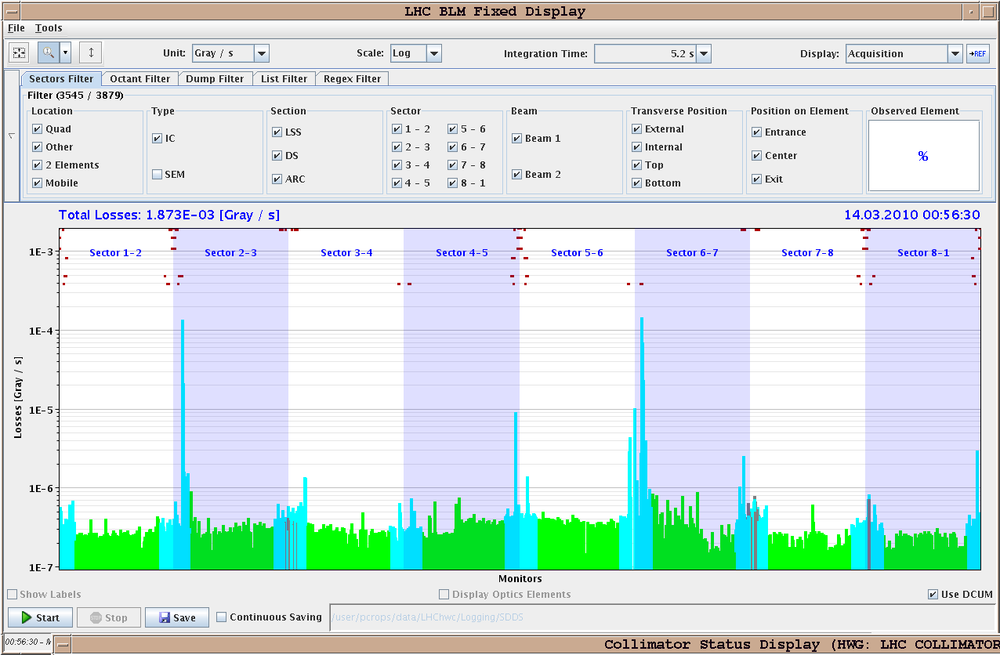 LHC BLM Fixed Display
File Tools
Unit: Gray / s Scale: Log Integration Time: 5.2 s Display: Acquisition →REF
Sectors Filter Octant Filter Dump Filter List Filter Regex Filter
Filter (3545 / 3879)
Location Type Section Sector Beam Transverse Position Position on Element Observed Element
Quad IC LSS 1 - 2 5 - 6 Beam 1 External Entrance %
Other SEM DS 2 - 3 6 - 7 Beam 2 Internal Center
2 Elements ARC 3 - 4 7 - 8 Top Exit
Mobile 4 - 5 8 - 1 Bottom
Total Losses: 1.873E-03 [Gray / s] 14.03.2010 00:56:30
Sector 1-2 Sector 2-3 Sector 3-4 Sector 4-5 Sector 5-6 Sector 6-7 Sector 7-8 Sector 8-1
1E-3
1E-4
1E-5
1E-6
1E-7
Losses [Gray / s]
Monitors
Show Labels Display Optics Elements Use DCUM
Start STOP Stop Save Continuous Saving /user/pcrops/data/LHChwc/Logging/SDDS
00:56:30 - Collimator Status Display (HWG: LHC COLLIMATOR